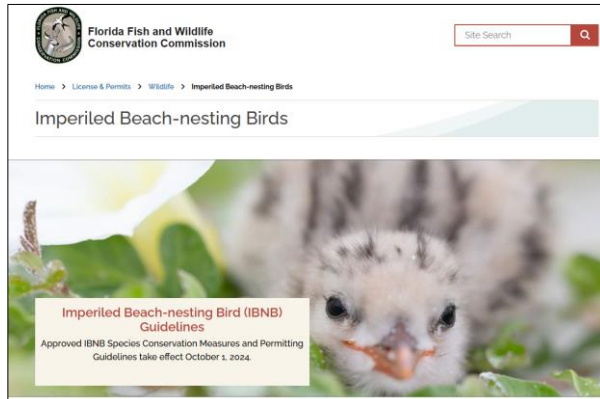 Florida Fish and Wildlife
Conservation Commission
Site Search
Home > License & Permits > Wildlife > Imperiled Beach-nesting Birds
Imperiled Beach-nesting Birds
Imperiled Beach-nesting Bird (IBNB)
Guidelines
Approved IBNB Species Conservation Measures and Permitting
Guidelines take effect October 1, 2024.